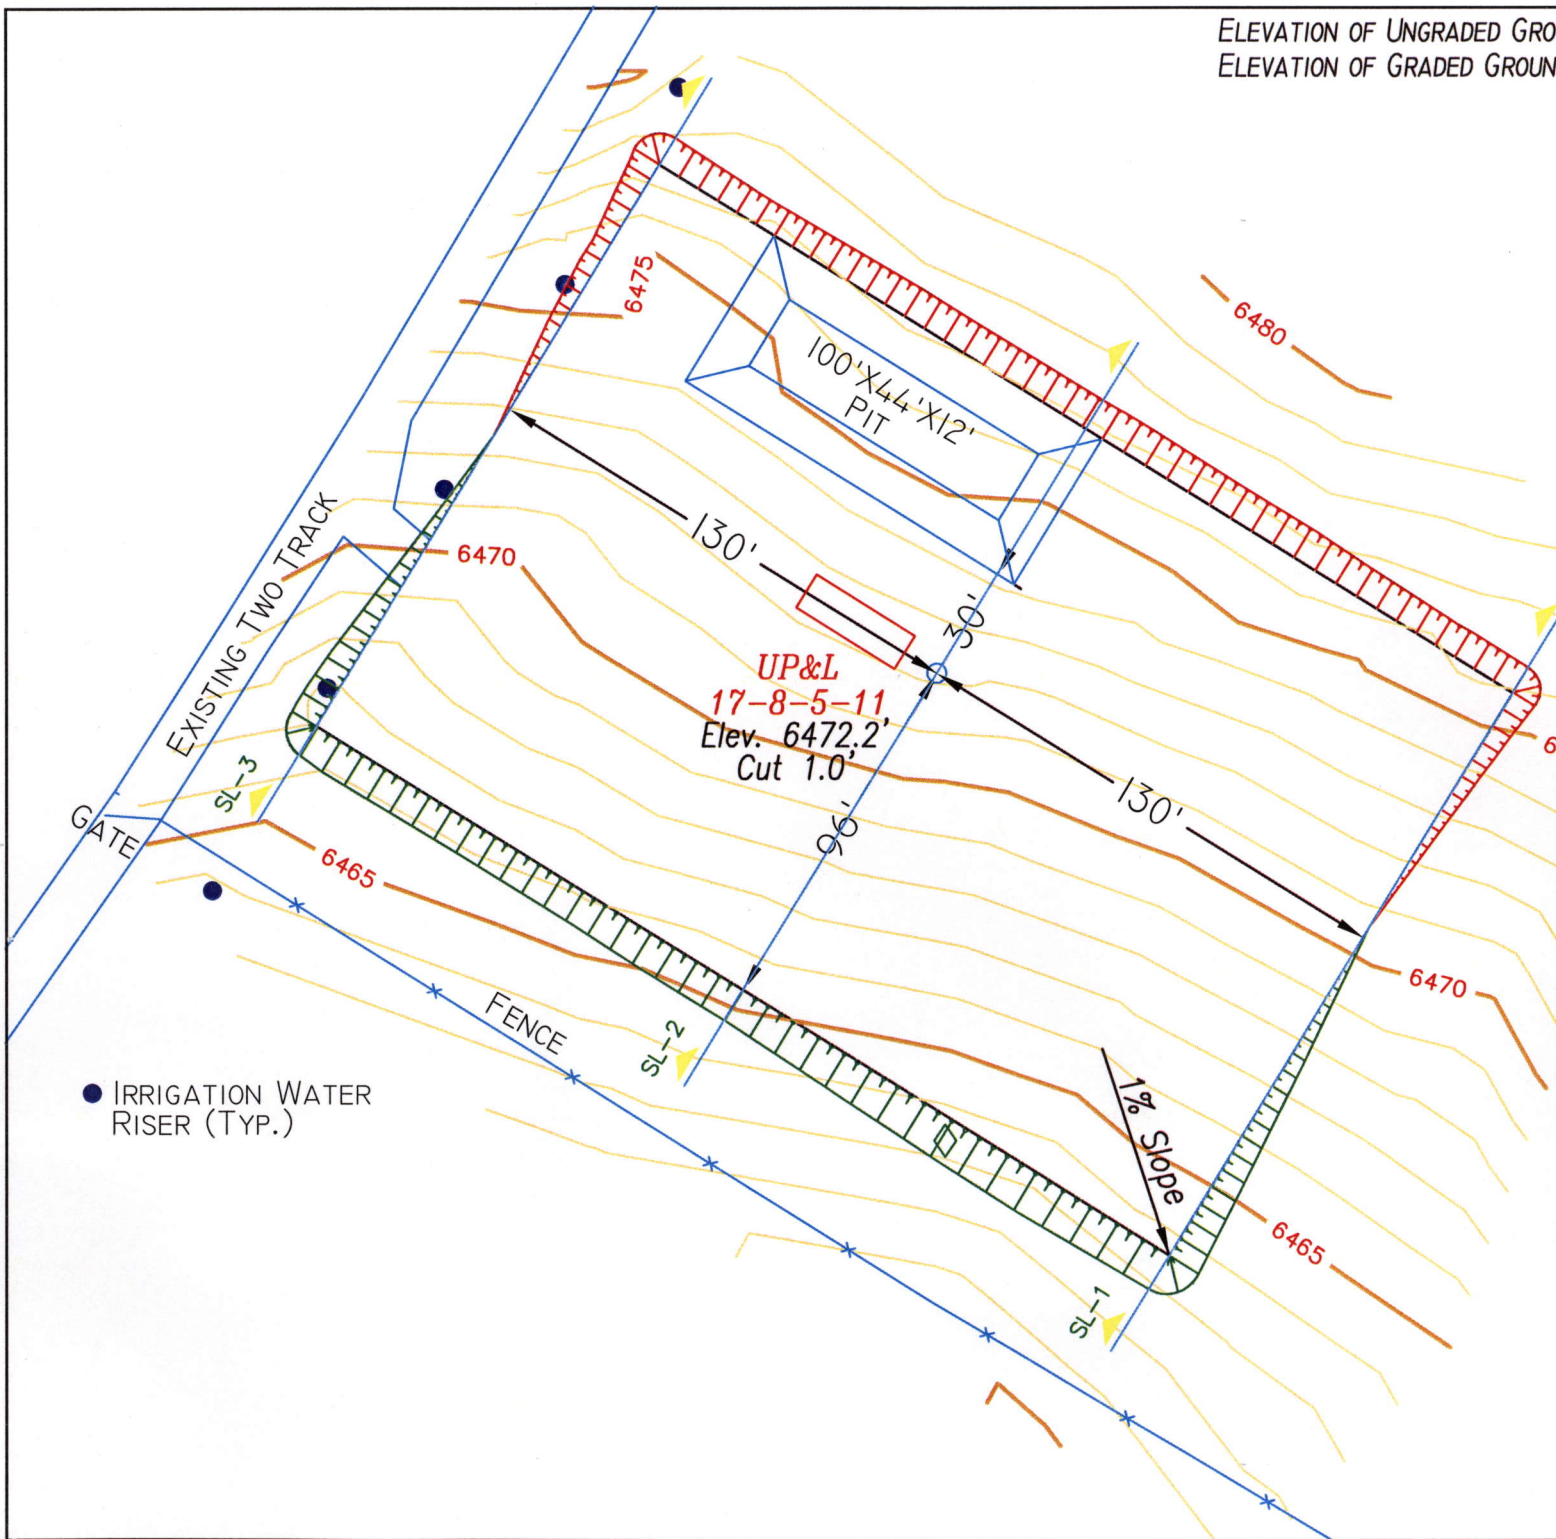 ELEVATION OF UNGRADED GRO
ELEVATION OF GRADED GROUN
6475
6480
100'X44'X12'
PIT
130'
EXISTING TWO TRACK
6470
30'
UP&L
17-8-5-11
Elev. 6472.2'
Cut 1.0'
130'
96'
SL-3
GATE
6465
6470
FENCE
SL-2
IRRIGATION WATER
RISER (TYP.)
1% Slope
6465
SL-1